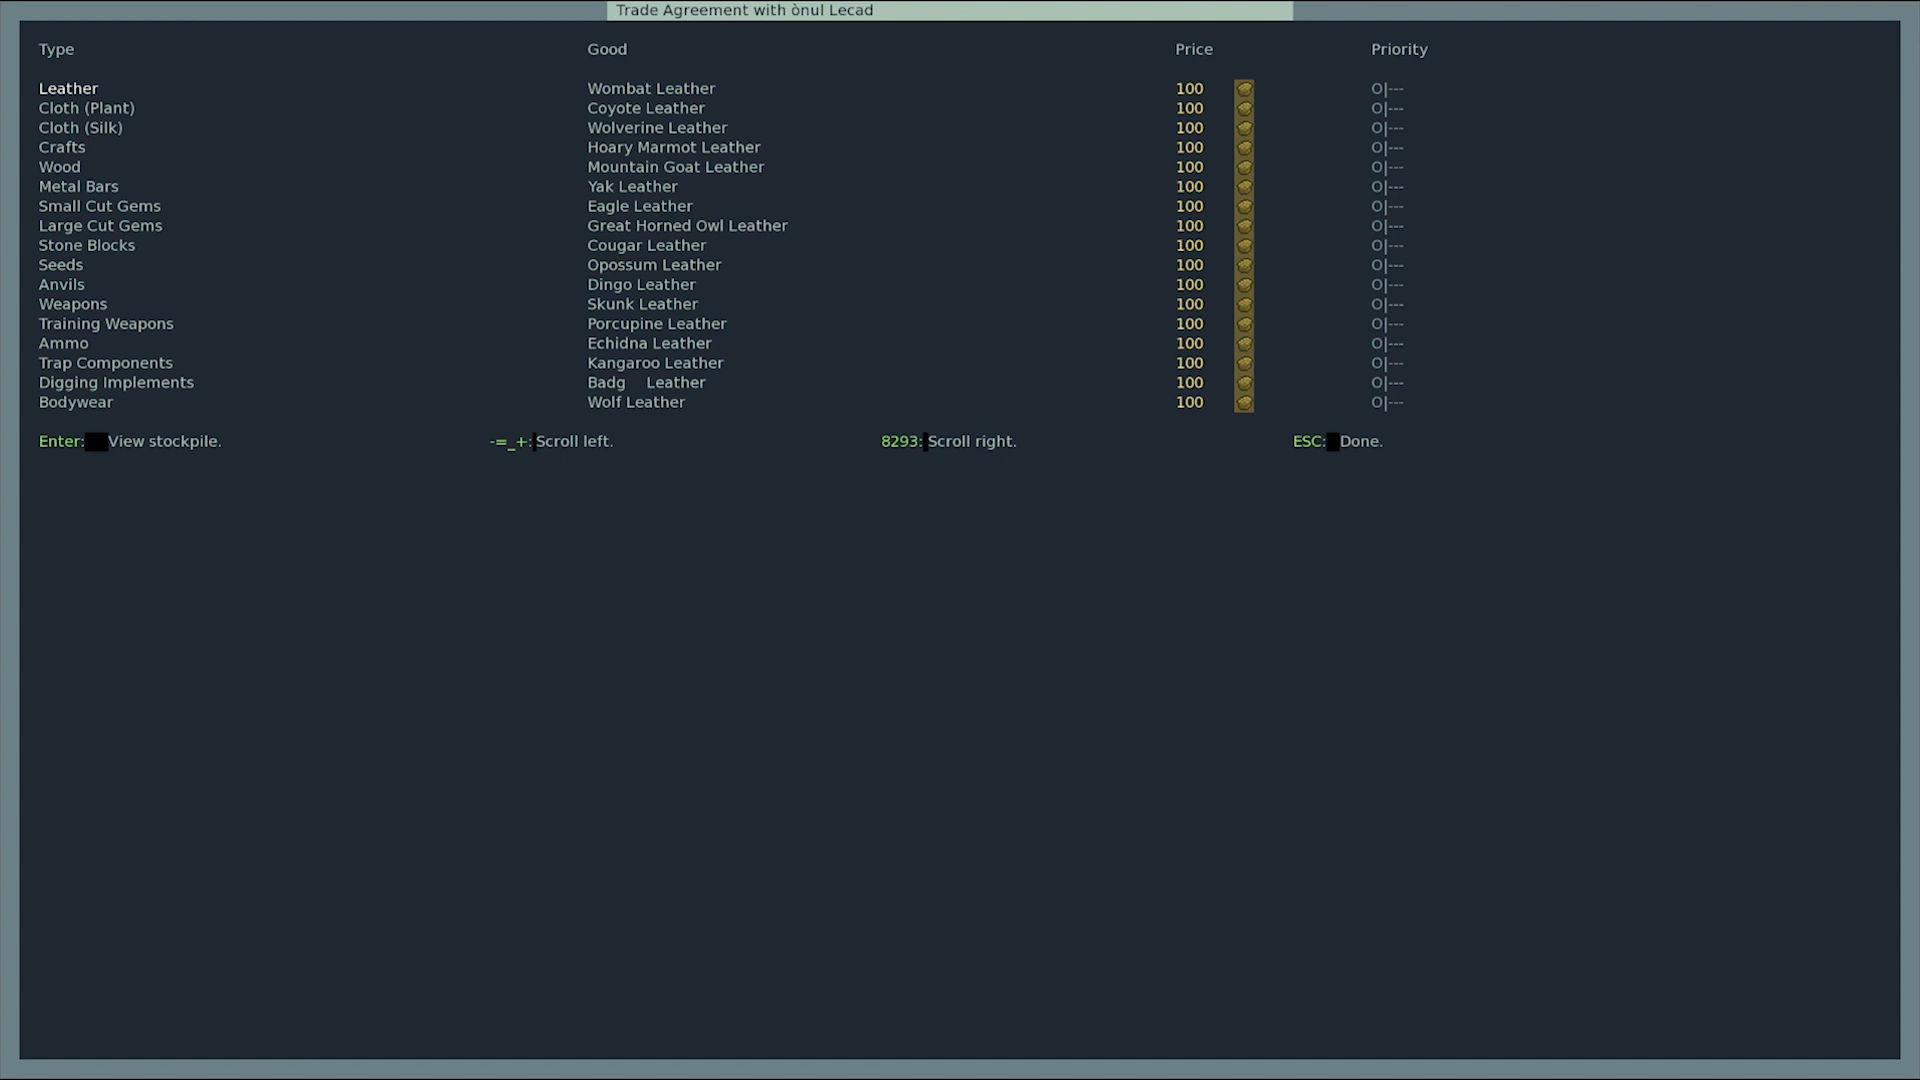 Trade Agreement with ònul Lecad
Type Good Price Priority
Leather Wombat Leather 100 O|---
Cloth (Plant) Coyote Leather 100 O|---
Cloth (Silk) Wolverine Leather 100 O|---
Crafts Hoary Marmot Leather 100 O|---
Wood Mountain Goat Leather 100 O|---
Metal Bars Yak Leather 100 O|---
Small Cut Gems Eagle Leather 100 O|---
Large Cut Gems Great Horned Owl Leather 100 O|---
Stone Blocks Cougar Leather 100 O|---
Seeds Opossum Leather 100 O|---
Anvils Dingo Leather 100 O|---
Weapons Skunk Leather 100 O|---
Training Weapons Porcupine Leather 100 O|---
Ammo Echidna Leather 100 O|---
Trap Components Kangaroo Leather 100 O|---
Digging Implements Badg Leather 100 O|---
Bodywear Wolf Leather 100 O|---
Enter: View stockpile. -=_+: Scroll left. 8293: Scroll right. ESC: Done.